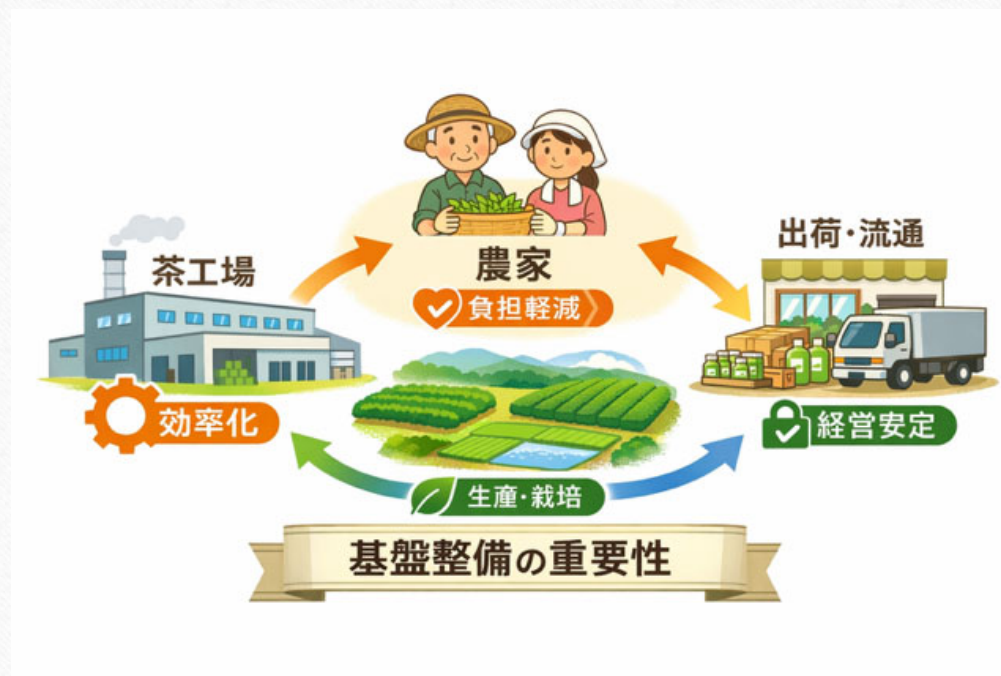 農家
負担軽減
茶工場
効率化
出荷・流通
経営安定
生産・栽培
基盤整備の重要性